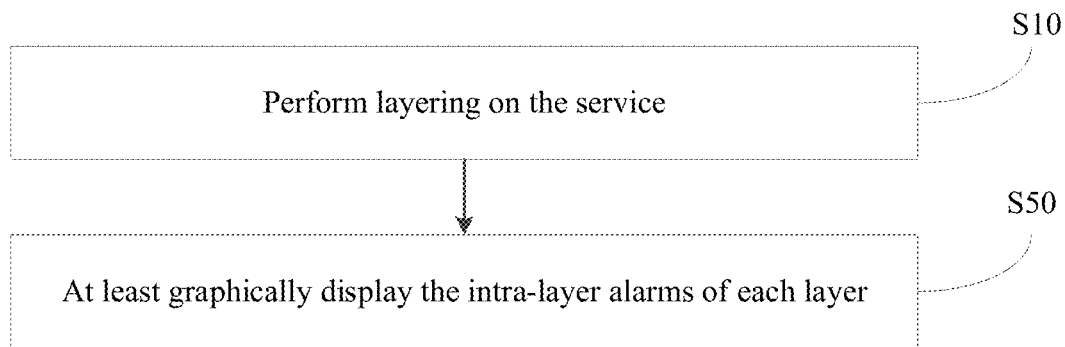 S10
Perform layering on the service
S50
At least graphically display the intra-layer alarms of each layer